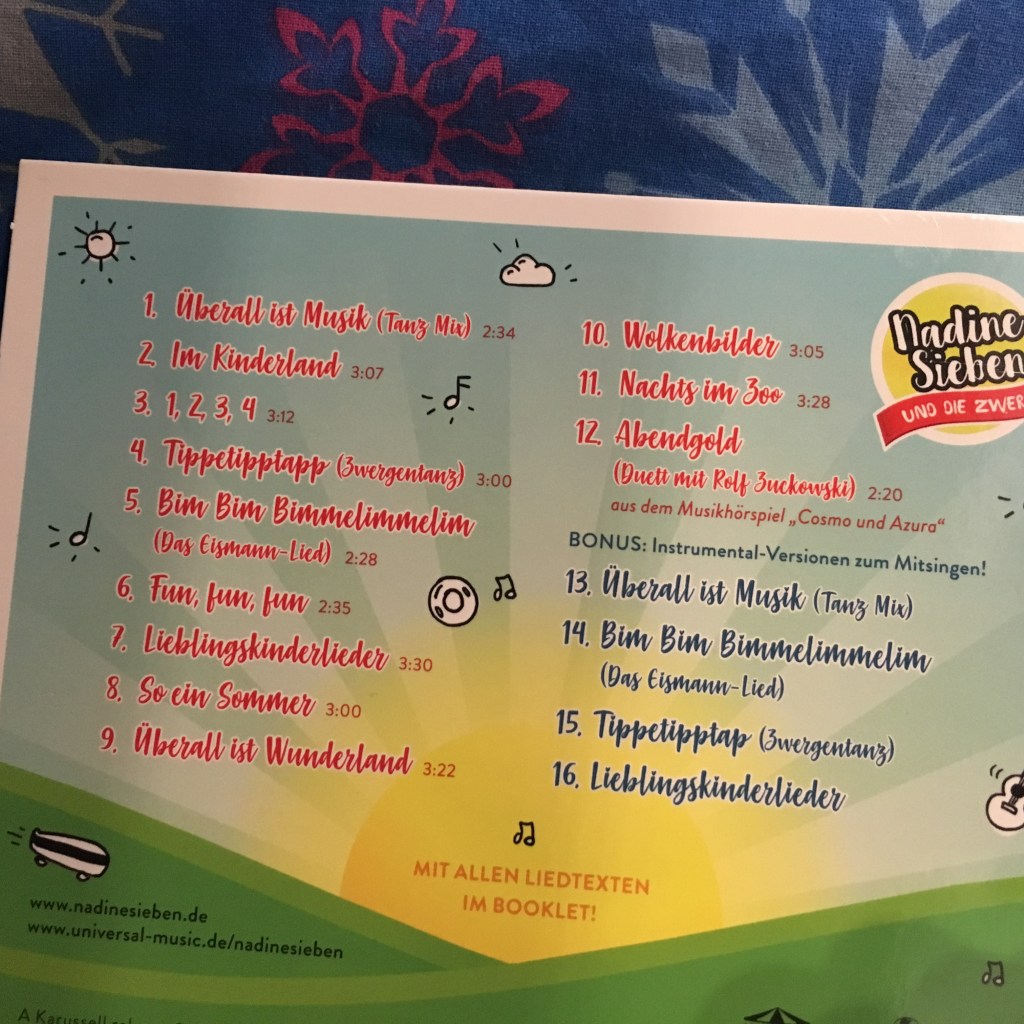 1. Überall ist Musik (Tanz Mix) 2:34
2. Im Kinderland 3:07
3. 1, 2, 3, 4 3:12
4. Tippetipptapp (Zwergentanz) 3:00
5. Bim Bim Bimmelimmelim
(Das Eismann-Lied) 2:28
6. Fun, fun, fun 2:35
7. Lieblingskinderlieder 3:30
8. So ein Sommer 3:00
9. Überall ist Wunderland 3:22
10. Wolkenbilder 3:05
11. Nachts im Zoo 3:28
12. Abendgold
(Duett mit Rolf Zuckowski) 2:20
aus dem Musikhörspiel „Cosmo und Azura“
BONUS: Instrumental-Versionen zum Mitsingen!
13. Überall ist Musik (Tanz Mix)
14. Bim Bim Bimmelimmelim
(Das Eismann-Lied)
15. Tippetipptap (Zwergentanz)
16. Lieblingskinderlieder
Nadine
Sieben
UND DIE ZWER
MIT ALLEN LIEDTEXTEN
IM BOOKLET!
www.nadinesieben.de
www.universal-music.de/nadinesieben
A Karussell